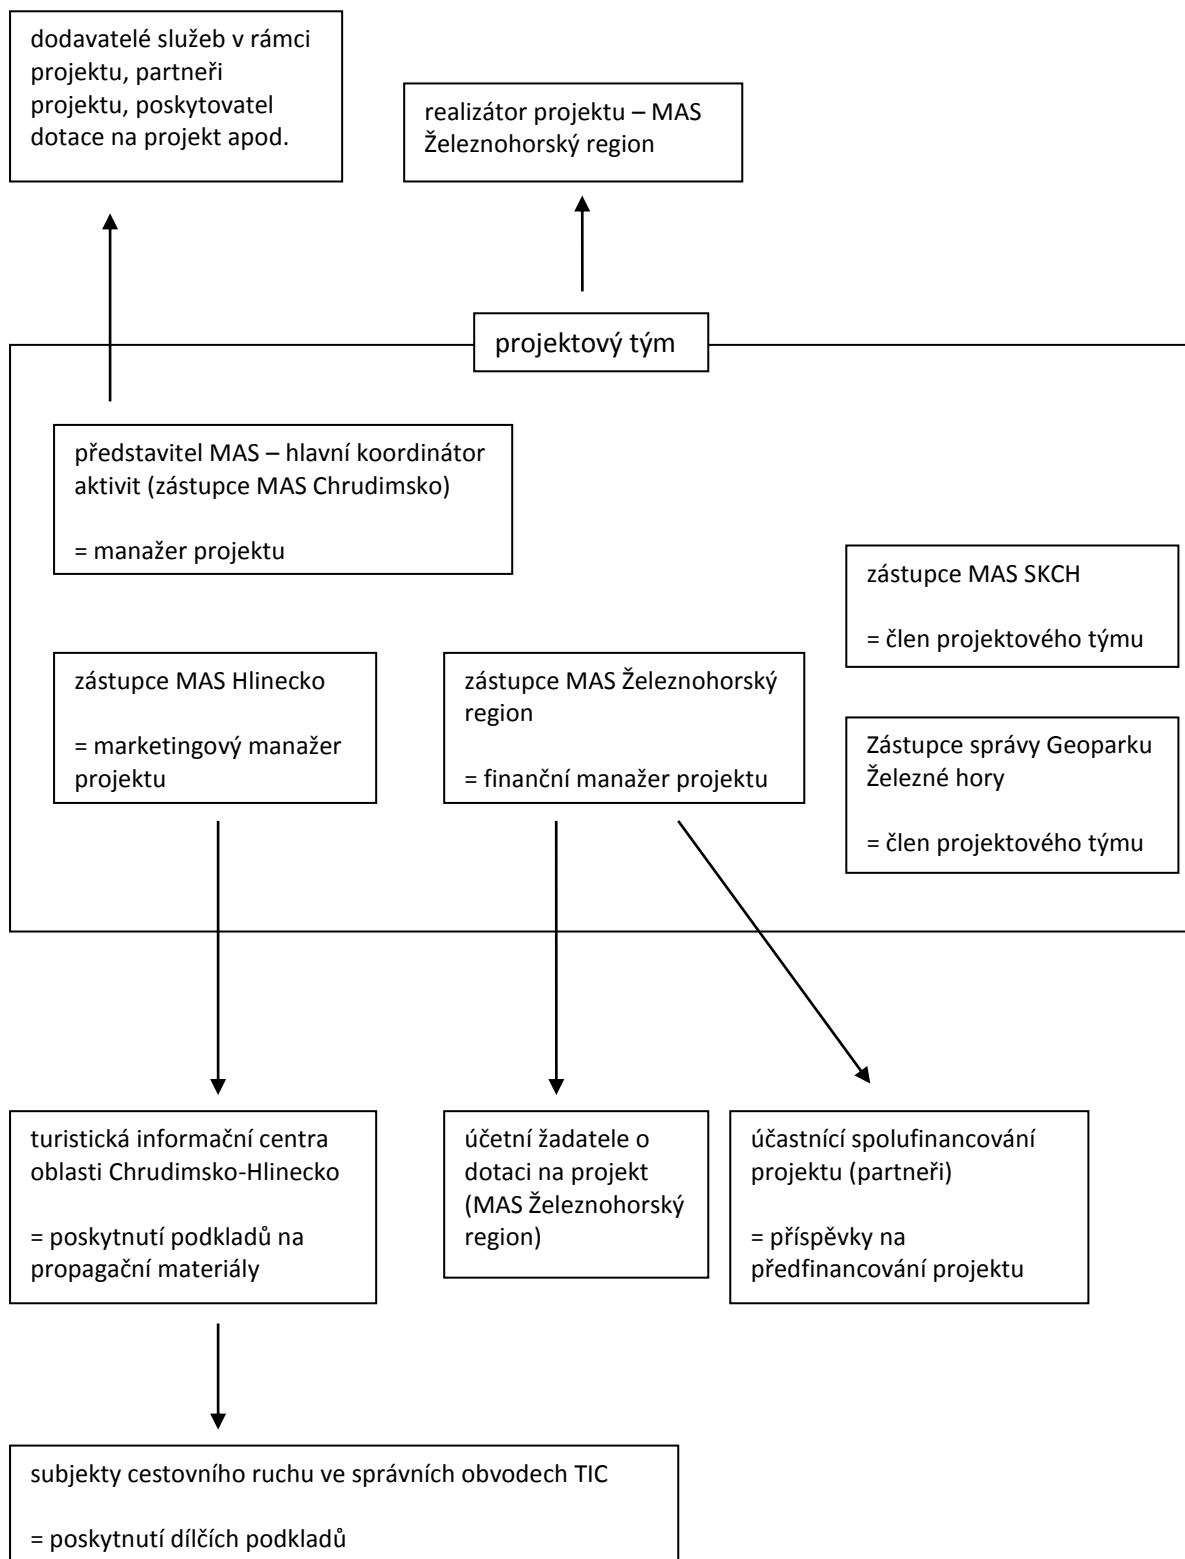 dodavatelé služeb v rámci
projektu, partneři
projektu, poskytovatel
dotace na projekt apod.
realizátor projektu – MAS
Železnohorský region
projektový tým
představitel MAS – hlavní koordinátor
aktivit (zástupce MAS Chrudimsko)
= manažer projektu
zástupce MAS SKCH
= člen projektového týmu
zástupce MAS Hlinecko
= marketingový manažer
projektu
zástupce MAS Železnohorský
region
= finanční manažer projektu
Zástupce správy Geoparku
Železné hory
= člen projektového týmu
turistická informační centra
oblasti Chrudimsko-Hlinecko
= poskytnutí podkladů na
propagační materiály
účetní žadatele o
dotaci na projekt
(MAS Železnohorský
region)
účastnící spolufinancování
projektu (partneři)
= příspěvky na
předfinancování projektu
subjekty cestovního ruchu ve správních obvodech TIC
= poskytnutí dílčích podkladů